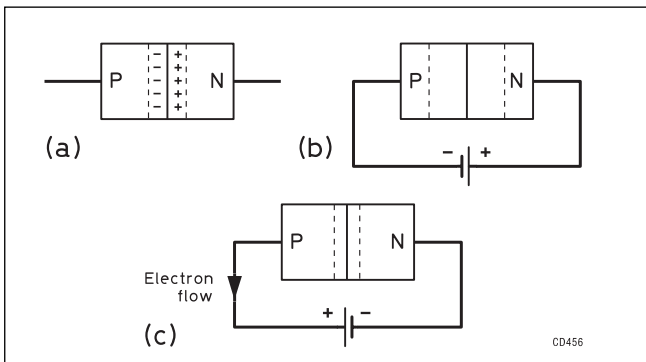 P - + N
- +
- +
- +
- +
(a)
P N
(b)
- +
P N
Electron
flow
+ -
(c)
CD456